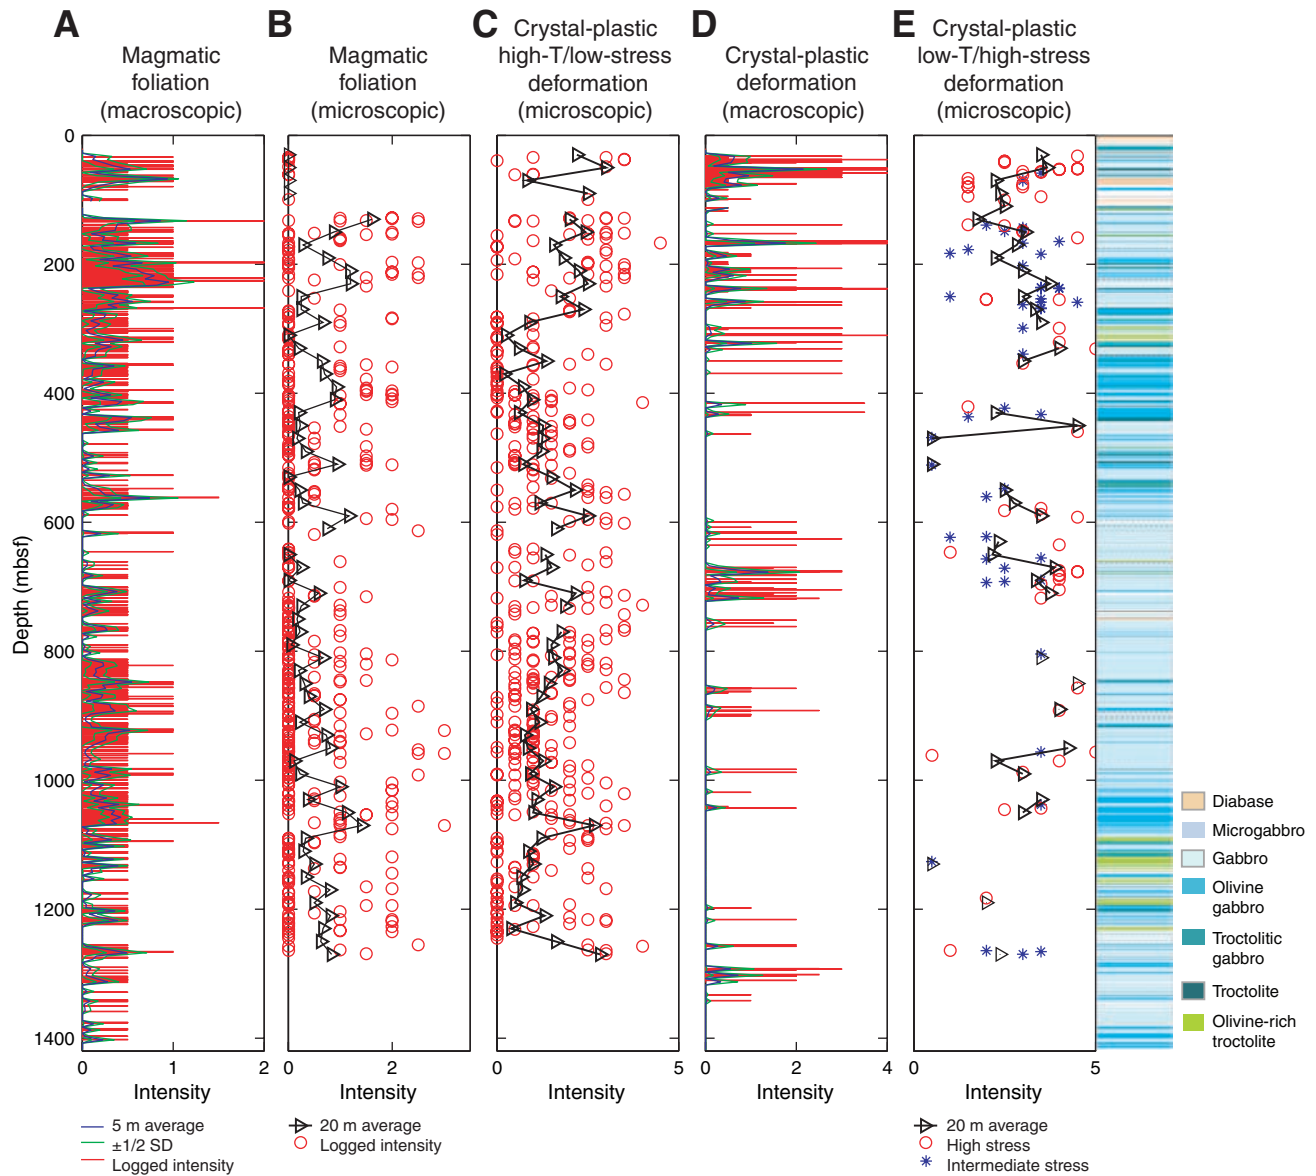 A
Magmatic
foliation
(macroscopic)
B
Magmatic
foliation
(microscopic)
C
Crystal-plastic
high-T/low-stress
deformation
(microscopic)
D
Crystal-plastic
deformation
(macroscopic)
E
Crystal-plastic
low-T/high-stress
deformation
(microscopic)
Depth (mbsf)
0
200
400
600
800
1000
1200
1400
0 1 2
Intensity
0 2
Intensity
0 5
Intensity
0 2 4
Intensity
0 5
Intensity
5 m average
±1/2 SD
Logged intensity
20 m average
Logged intensity
20 m average
High stress
Intermediate stress
Diabase
Microgabbro
Gabbro
Olivine
gabbro
Troctolitic
gabbro
Troctolite
Olivine-rich
troctolite